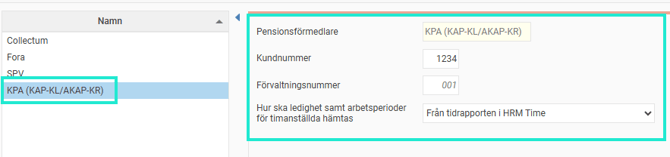 Namn
Collectum
Fora
SPV
KPA (KAP-KL/AKAP-KR)
Pensionsförmedlare KPA (KAP-KL/AKAP-KR)
Kundnummer 1234
Förvaltningsnummer 001
Hur ska ledighet samt arbetsperioder
för timanställda hämtas Från tidrapporten i HRM Time